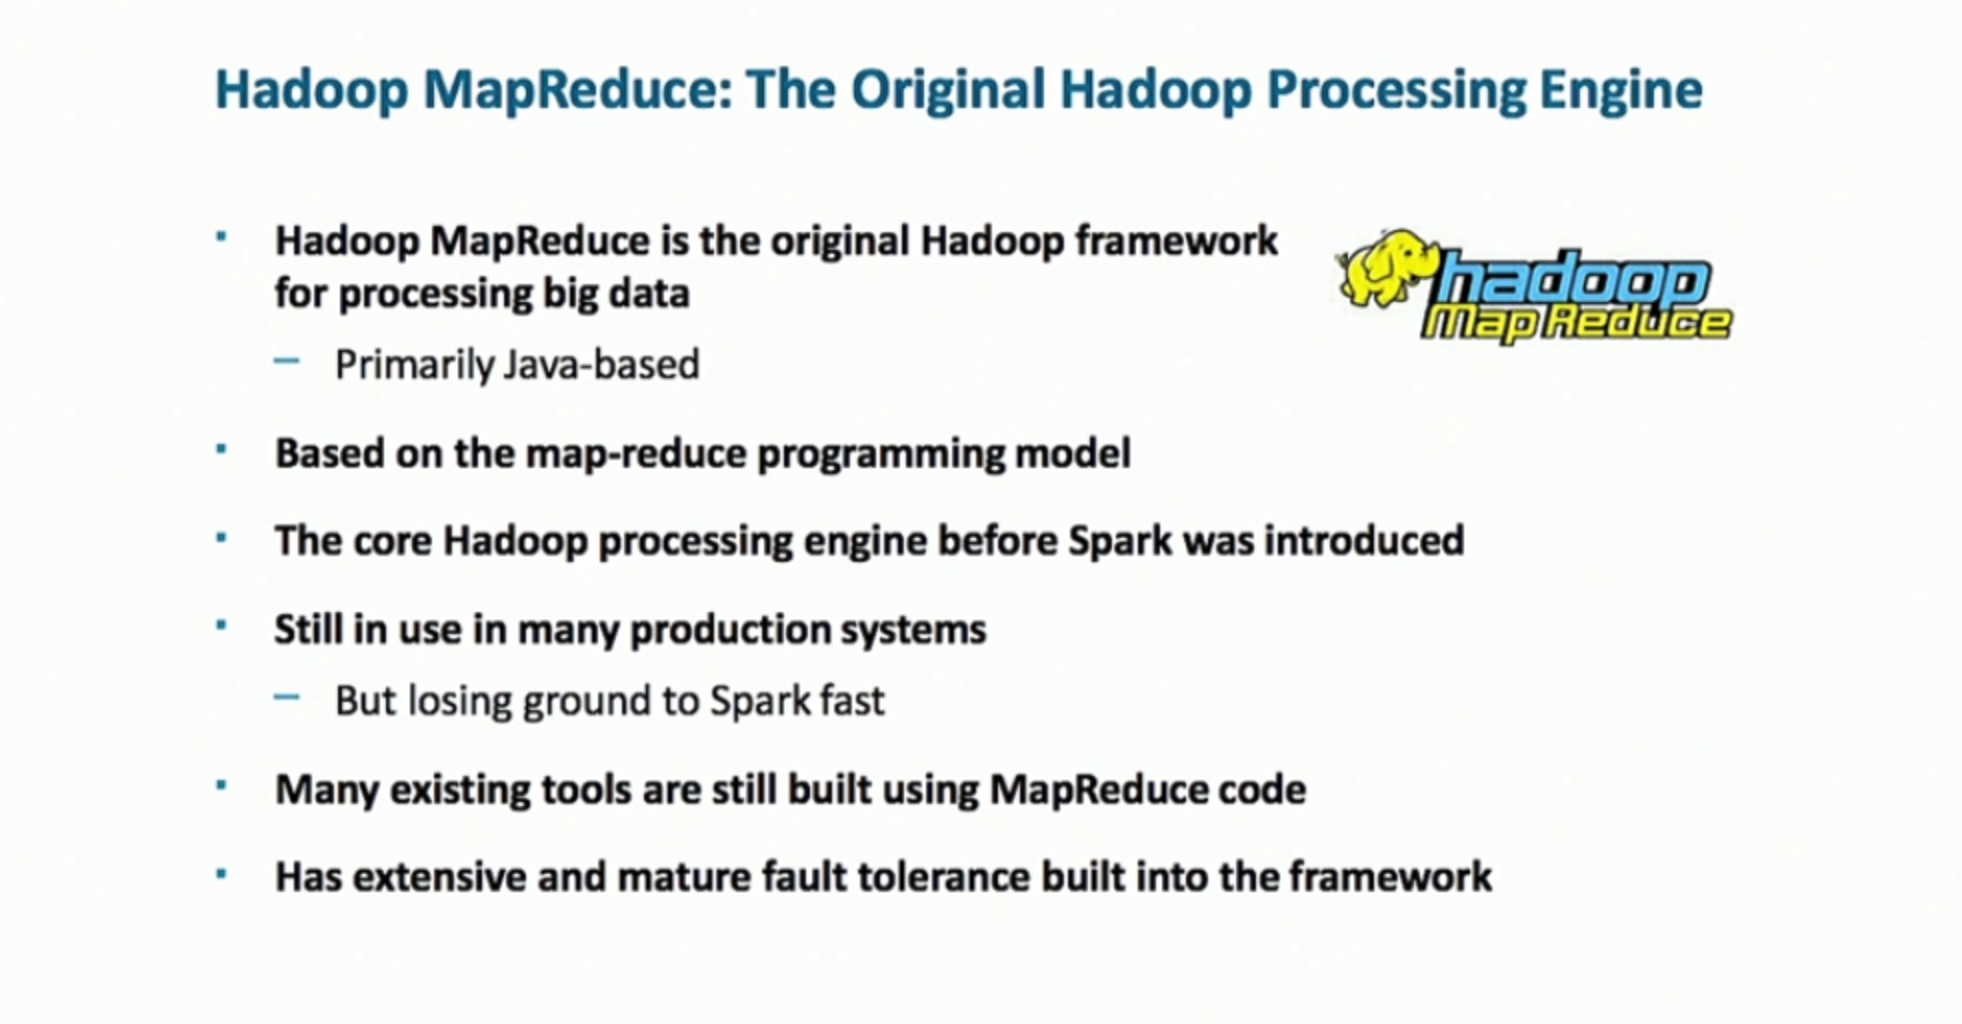 Hadoop MapReduce: The Original Hadoop Processing Engine
▪ Hadoop MapReduce is the original Hadoop framework
for processing big data
– Primarily Java-based
▪ Based on the map-reduce programming model
▪ The core Hadoop processing engine before Spark was introduced
▪ Still in use in many production systems
– But losing ground to Spark fast
▪ Many existing tools are still built using MapReduce code
▪ Has extensive and mature fault tolerance built into the framework
hadoop
Map Reduce